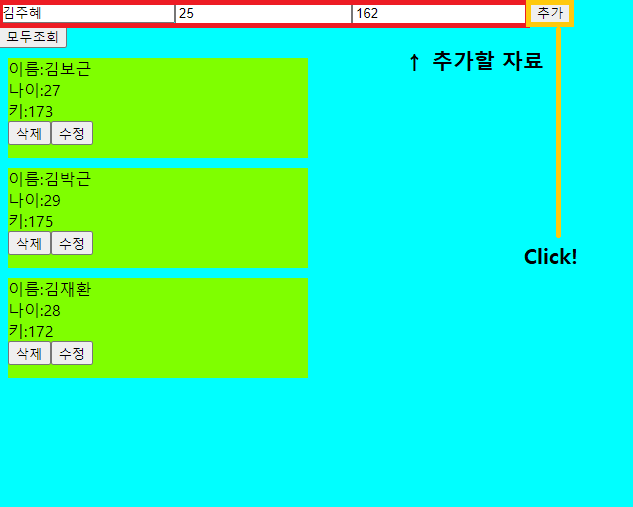 김주혜 25 162 추가
모두조회
↑ 추가할 자료
이름:김보근
나이:27
키:173
삭제 수정
이름:김박근
나이:29
키:175
삭제 수정
Click!
이름:김재환
나이:28
키:172
삭제 수정